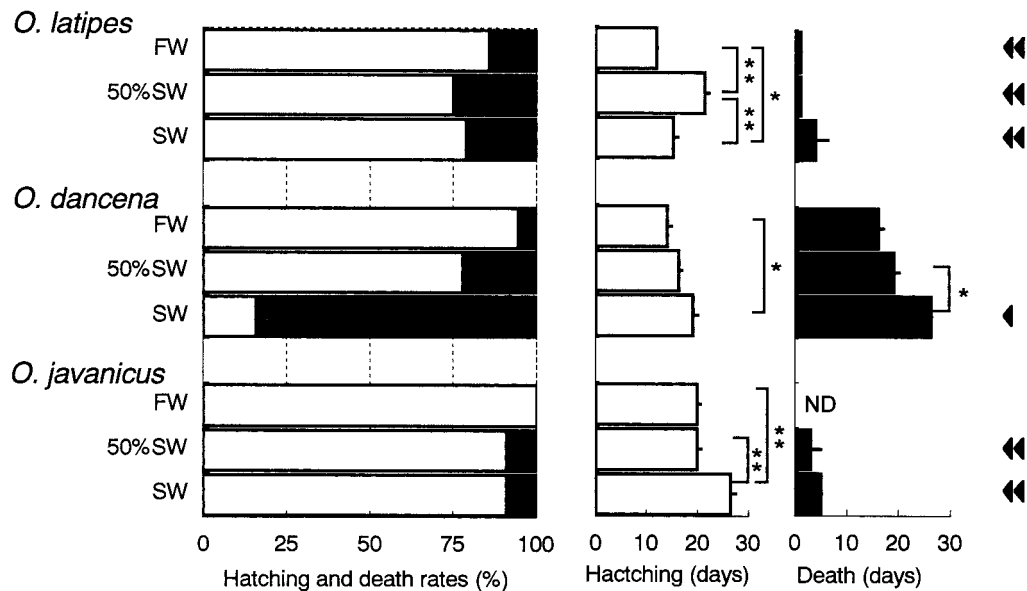 O. latipes
FW
50%SW
SW
* *
* *
*
O. dancena
FW
50%SW
SW
*
*
O. javanicus
FW
50%SW
SW
* *
* *
ND
0 25 50 75 100
0 10 20 30
0 10 20 30
Hatching and death rates (%)
Hactching (days)
Death (days)